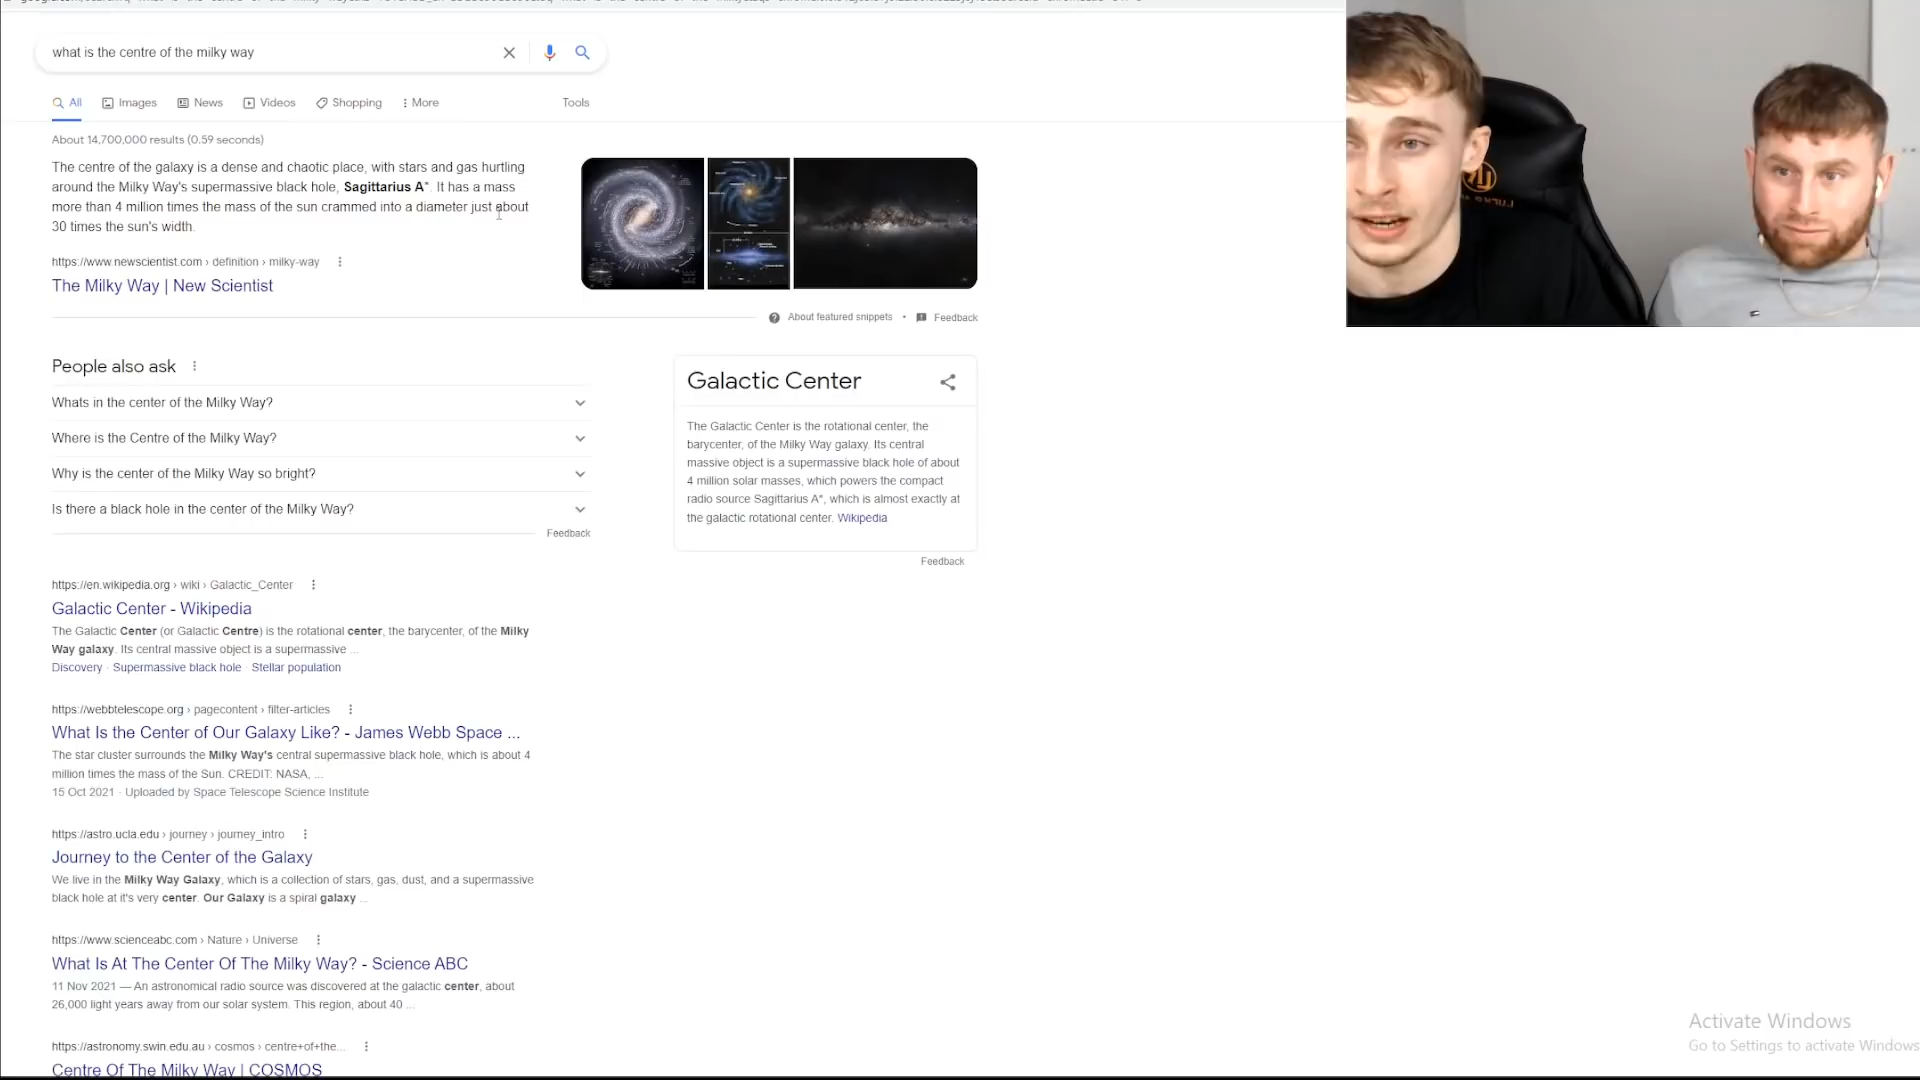 what is the centre of the milky way
All
Images
News
Videos
Shopping
More
Tools
About 14,700,000 results (0.59 seconds)
The centre of the galaxy is a dense and chaotic place, with stars and gas hurtling
around the Milky Way's supermassive black hole, Sagittarius A*. It has a mass
more than 4 million times the mass of the sun crammed into a diameter just about
30 times the sun's width.
https://www.newscientist.com › definition › milky-way
The Milky Way | New Scientist
About featured snippets • Feedback
People also ask
Whats in the center of the Milky Way?
Where is the Centre of the Milky Way?
Why is the center of the Milky Way so bright?
Is there a black hole in the center of the Milky Way?
Feedback
Galactic Center
The Galactic Center is the rotational center, the
barycenter, of the Milky Way galaxy. Its central
massive object is a supermassive black hole of about
4 million solar masses, which powers the compact
radio source Sagittarius A*, which is almost exactly at
the galactic rotational center. Wikipedia
Feedback
https://en.wikipedia.org › wiki › Galactic_Center
Galactic Center - Wikipedia
The Galactic Center (or Galactic Centre) is the rotational center, the barycenter, of the Milky
Way galaxy. Its central massive object is a supermassive ...
Discovery · Supermassive black hole · Stellar population
https://webbtelescope.org › pagecontent › filter-articles
What Is the Center of Our Galaxy Like? - James Webb Space ...
The star cluster surrounds the Milky Way's central supermassive black hole, which is about 4
million times the mass of the Sun. CREDIT: NASA, ...
15 Oct 2021 · Uploaded by Space Telescope Science Institute
https://astro.ucla.edu › journey › journey_intro
Journey to the Center of the Galaxy
We live in the Milky Way Galaxy, which is a collection of stars, gas, dust, and a supermassive
black hole at it's very center. Our Galaxy is a spiral galaxy ...
https://www.scienceabc.com › Nature › Universe
What Is At The Center Of The Milky Way? - Science ABC
11 Nov 2021 — An astronomical radio source was discovered at the galactic center, about
26,000 light years away from our solar system. This region, about 40 ...
https://astronomy.swin.edu.au › cosmos › centre+of+the...
Centre Of The Milky Way | COSMOS
Activate Windows
Go to Settings to activate Windows